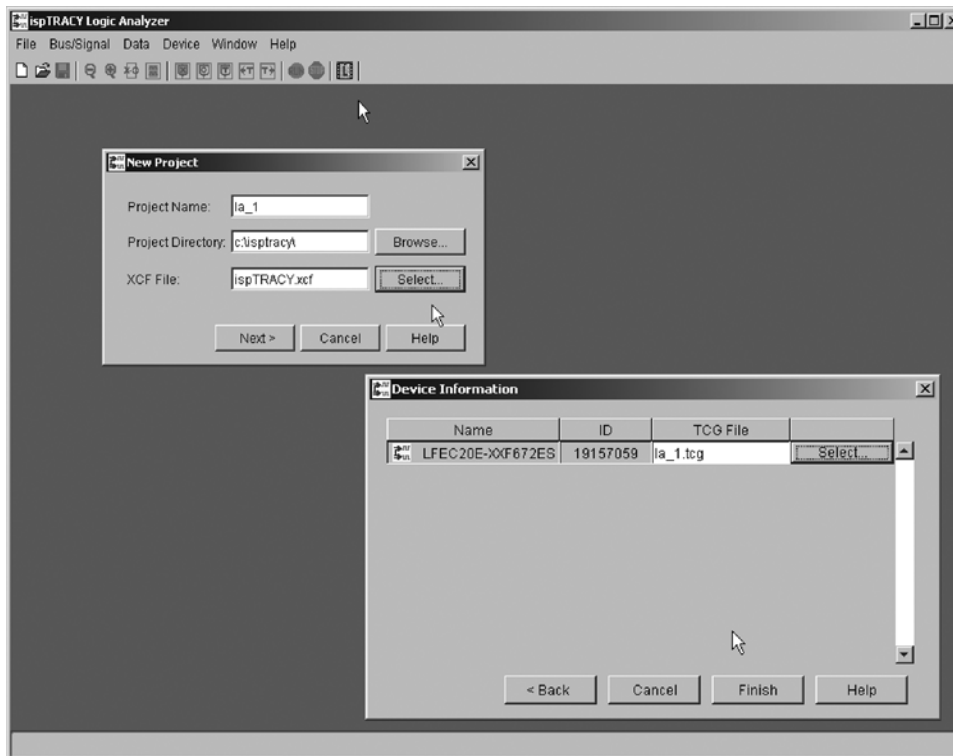 ispTRACY Logic Analyzer
File Bus/Signal Data Device Window Help
New Project
Project Name: la_1
Project Directory: c:\isptracy\ Browse...
XCF File: ispTRACY.xcf Select...
Next > Cancel Help
Device Information
Name ID TCG File
LFEC20E-XXF672ES 19157059 la_1.tcg Select...
< Back Cancel Finish Help